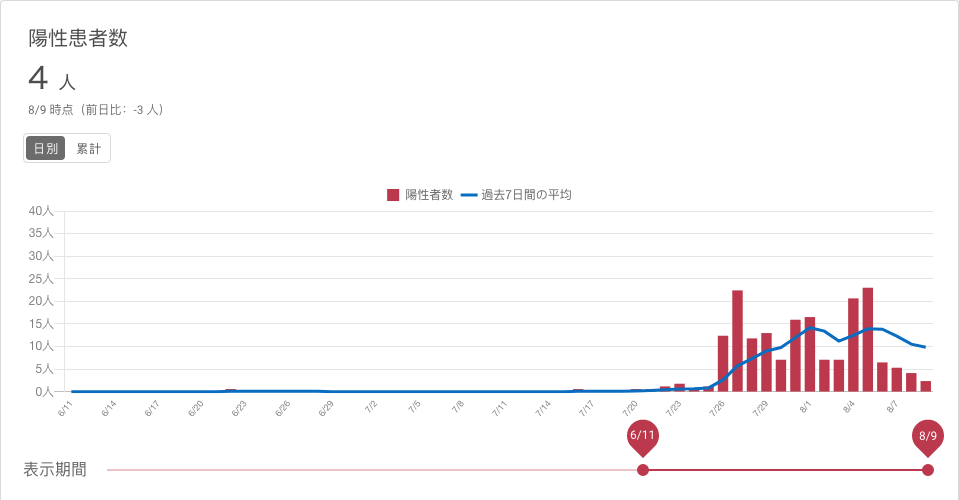 陽性患者数
4 人
8/9 時点（前日比：-3 人）
日別 累計
陽性者数 過去7日間の平均
40人
35人
30人
25人
20人
15人
10人
5人
0人
6/11 6/14 6/17 6/20 6/23 6/26 6/29 7/2 7/5 7/8 7/11 7/14 7/17 7/20 7/23 7/26 7/29 8/1 8/4 8/7
6/11 8/9
表示期間